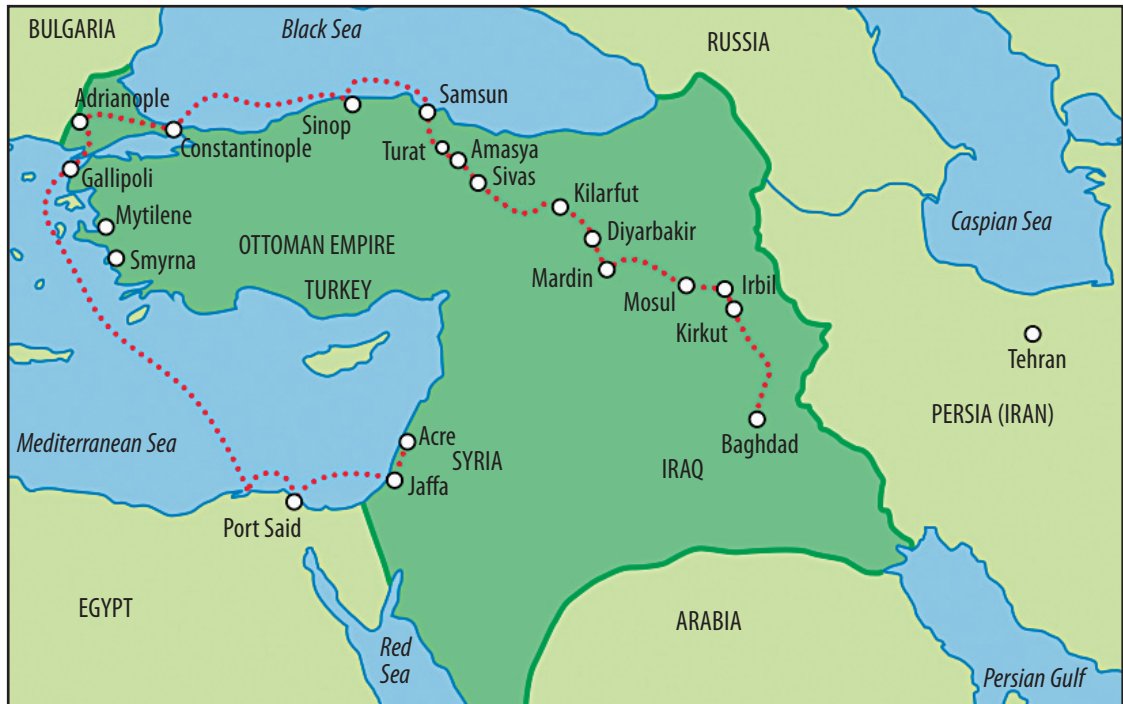 BULGARIA
Black Sea
RUSSIA
Adrianople
Samsun
Sinop
Constantinople
Turat
Amasya
Gallipoli
Sivas
Kilarfut
Mytilene
Diyarbakir
Caspian Sea
OTTOMAN EMPIRE
Smyrna
Mardin
Irbil
TURKEY
Mosul
Kirkut
Tehran
PERSIA (IRAN)
Mediterranean Sea
Acre
Baghdad
SYRIA
IRAQ
Jaffa
Port Said
EGYPT
ARABIA
Red
Sea
Persian Gulf